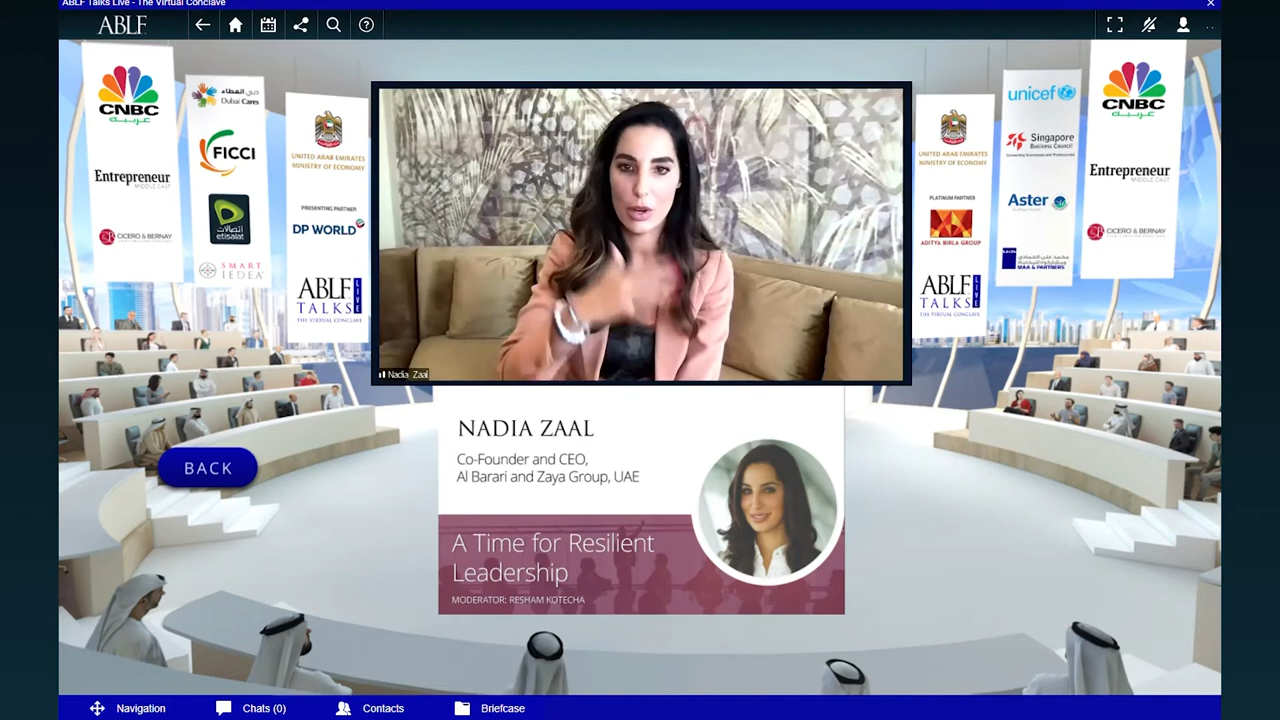 ABLF Talks Live - The Virtual Conclave
ABLF
CNBC
عربية
Entrepreneur
MIDDLE EAST
CICERO & BERNAY
دبي العطاء
Dubai Cares
FICCI
اتصالات
etisalat
SMART
IEDEA
UNITED ARAB EMIRATES
MINISTRY OF ECONOMY
PRESENTING PARTNER
DP WORLD
ABLF
TALKS
LIVE
THE VIRTUAL CONCLAVE
Nadia Zaal
UNITED ARAB EMIRATES
MINISTRY OF ECONOMY
PLATINUM PARTNER
ADITYA BIRLA GROUP
ABLF
TALKS
LIVE
THE VIRTUAL CONCLAVE
unicef
Singapore
Business Council
Aster
MAA & PARTNERS
CNBC
عربية
Entrepreneur
MIDDLE EAST
CICERO & BERNAY
NADIA ZAAL
Co-Founder and CEO,
Al Barari and Zaya Group, UAE
A Time for Resilient
Leadership
MODERATOR: RESHAM KOTECHA
BACK
Navigation
Chats (0)
Contacts
Briefcase